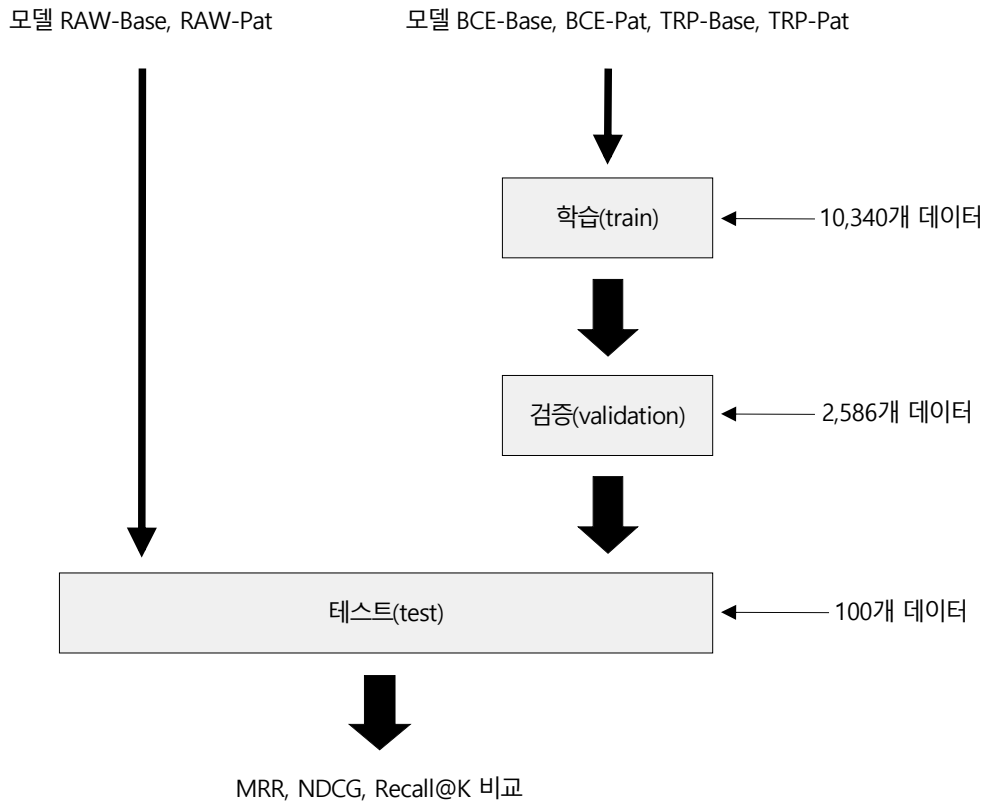 모델 RAW-Base, RAW-Pat
모델 BCE-Base, BCE-Pat, TRP-Base, TRP-Pat
학습(train)
10,340개 데이터
검증(validation)
2,586개 데이터
테스트(test)
100개 데이터
MRR, NDCG, Recall@K 비교